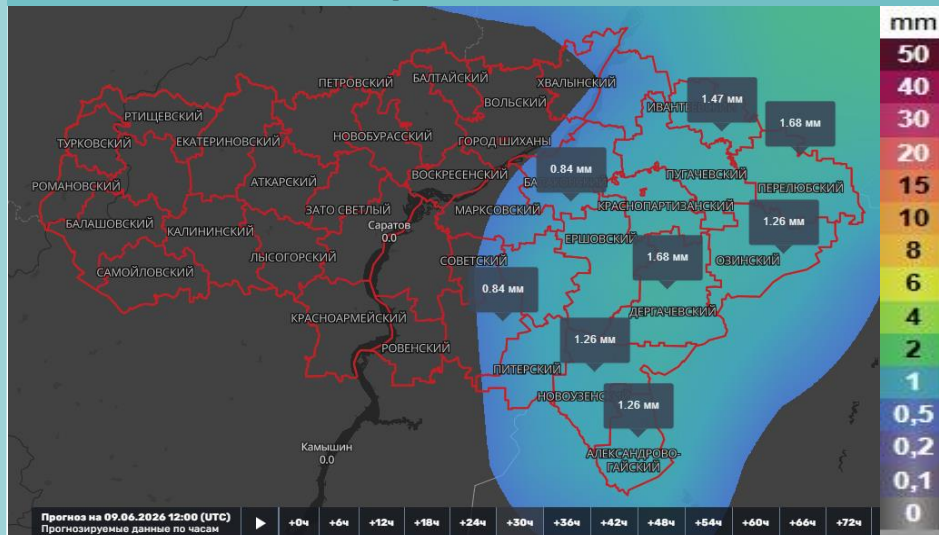 mm
50
40
30
20
15
10
8
6
4
2
1
0,5
0,2
0,1
0
БАЛТАЙСКИЙ
ПЕТРОВСКИЙ
ХВАЛЫНСКИЙ
ВОЛЬСКИЙ
1.47 мм
РТИЩЕВСКИЙ
1.68 мм
ТУРКОВСКИЙ
ЕКАТЕРИНОВСКИЙ
НОВОБУРАССКИЙ
ГОРОД ШИХАНЫ
0.84 мм
ВОСКРЕСЕНСКИЙ
ПУГАЧЕВСКИЙ
РОМАНОВСКИЙ
АТКАРСКИЙ
ПЕРЕЛЮБСКИЙ
ЗАТО СВЕТЛЫЙ
МАРКСОВСКИЙ
КРАСНОПАРТИЗАНСКИЙ
БАЛАШОВСКИЙ
КАЛИНИНСКИЙ
Саратов
0.0
1.26 мм
ЕРШОВСКИЙ
ЛЫСОГОРСКИЙ
СОВЕТСКИЙ
1.68 мм
ОЗИНСКИЙ
САМОЙЛОВСКИЙ
0.84 мм
КРАСНОАРМЕЙСКИЙ
ДЕРГАЧЕВСКИЙ
1.26 мм
РОВЕНСКИЙ
ПИТЕРСКИЙ
1.26 мм
Камышин
0.0
АЛЕКСАНДРОВО-
ГАЙСКИЙ
Прогноз на 09.06.2026 12:00 (UTC)
Прогнозируемые данные по часам
+0ч +6ч +12ч +18ч +24ч +30ч +36ч +42ч +48ч +54ч +60ч +66ч +72ч